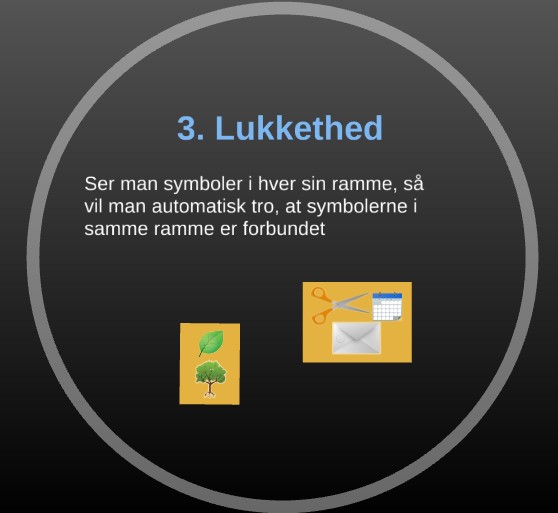 3. Lukkethed
Ser man symboler i hver sin ramme, så
vil man automatisk tro, at symbolerne i
samme ramme er forbundet